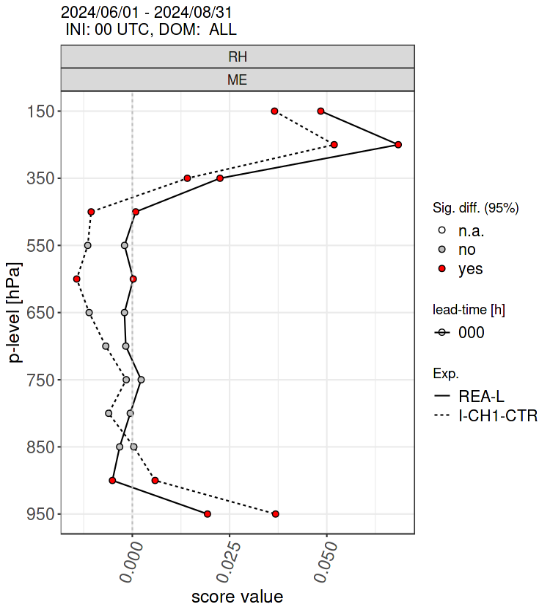 2024/06/01 - 2024/08/31
INI: 00 UTC, DOM:  ALL
RH
ME
150
350
550
650
750
850
950
p-level [hPa]
0.000
0.025
0.050
score value
Sig. diff. (95%)
n.a.
no
yes
lead-time [h]
000
Exp.
REA-L
I-CH1-CTR